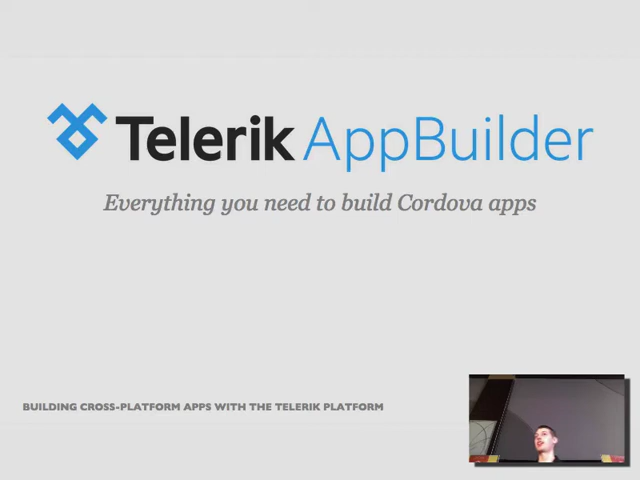 Telerik AppBuilder
Everything you need to build Cordova apps
BUILDING CROSS-PLATFORM APPS WITH THE TELERIK PLATFORM